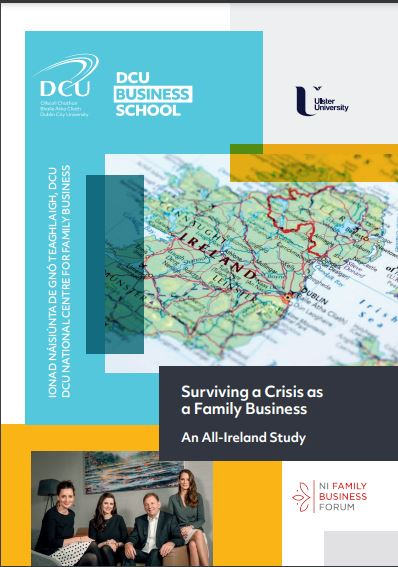 DCU
Ollscoil Chathair
Bhaile Átha Cliath
Dublin City University
DCU
BUSINESS
SCHOOL
Ulster
University
IONAD NÁISIÚNTA DE GNÓ TEAGHLAIGH, DCU
DCU NATIONAL CENTRE FOR FAMILY BUSINESS
IRELAND
DUBLIN
Irish
Sea
Surviving a Crisis as
a Family Business
An All-Ireland Study
NI FAMILY
BUSINESS
FORUM